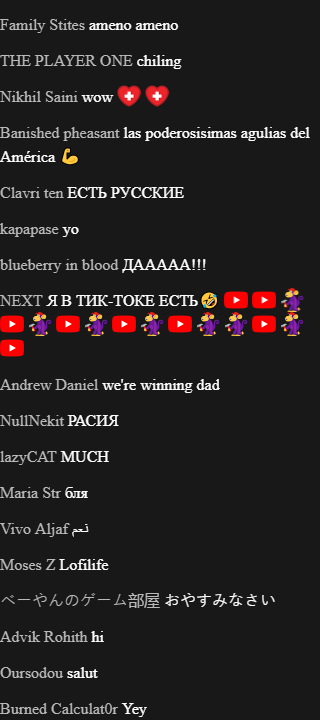 Family Stites ameno ameno
THE PLAYER ONE chiling
Nikhil Saini wow
Banished pheasant las poderosisimas agulias del
América 💪
Clavri ten ЕСТЬ РУССКИЕ
kapapase yo
blueberry in blood ДААААА!!!
NEXT Я В ТИК-ТОКЕ ЕСТЬ 🤣
Andrew Daniel we're winning dad
NullNekit РАСИЯ
lazyCAT MUCH
Maria Str бля
Vivo Aljaf نعم
Moses Z Lofilife
べーやんのゲーム部屋 おやすみなさい
Advik Rohith hi
Oursodou salut
Burned Calculat0r Yey